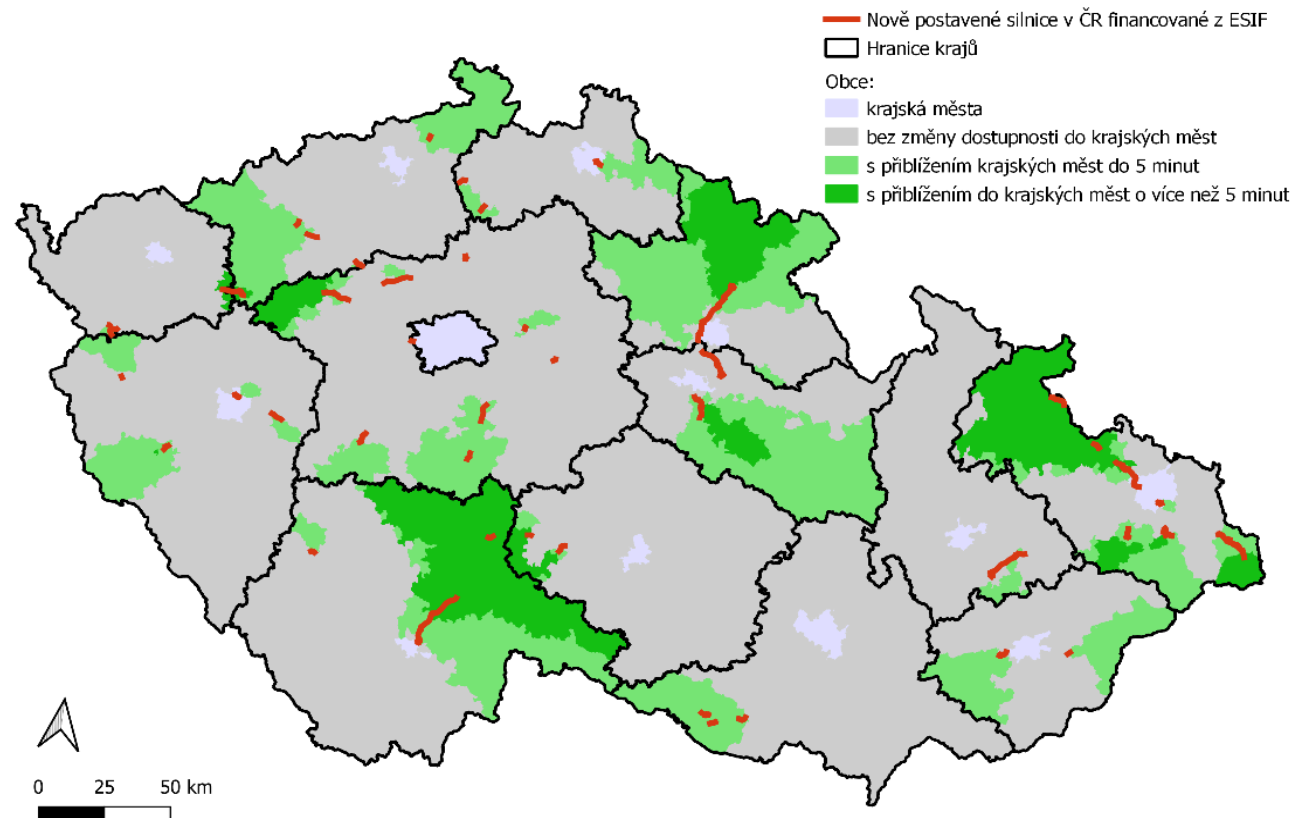 Nově postavené silnice v ČR financované z ESIF
Hranice krajů
Obce:
krajská města
bez změny dostupnosti do krajských měst
s přiblížením krajských měst do 5 minut
s přiblížením do krajských měst o více než 5 minut
0 25 50 km